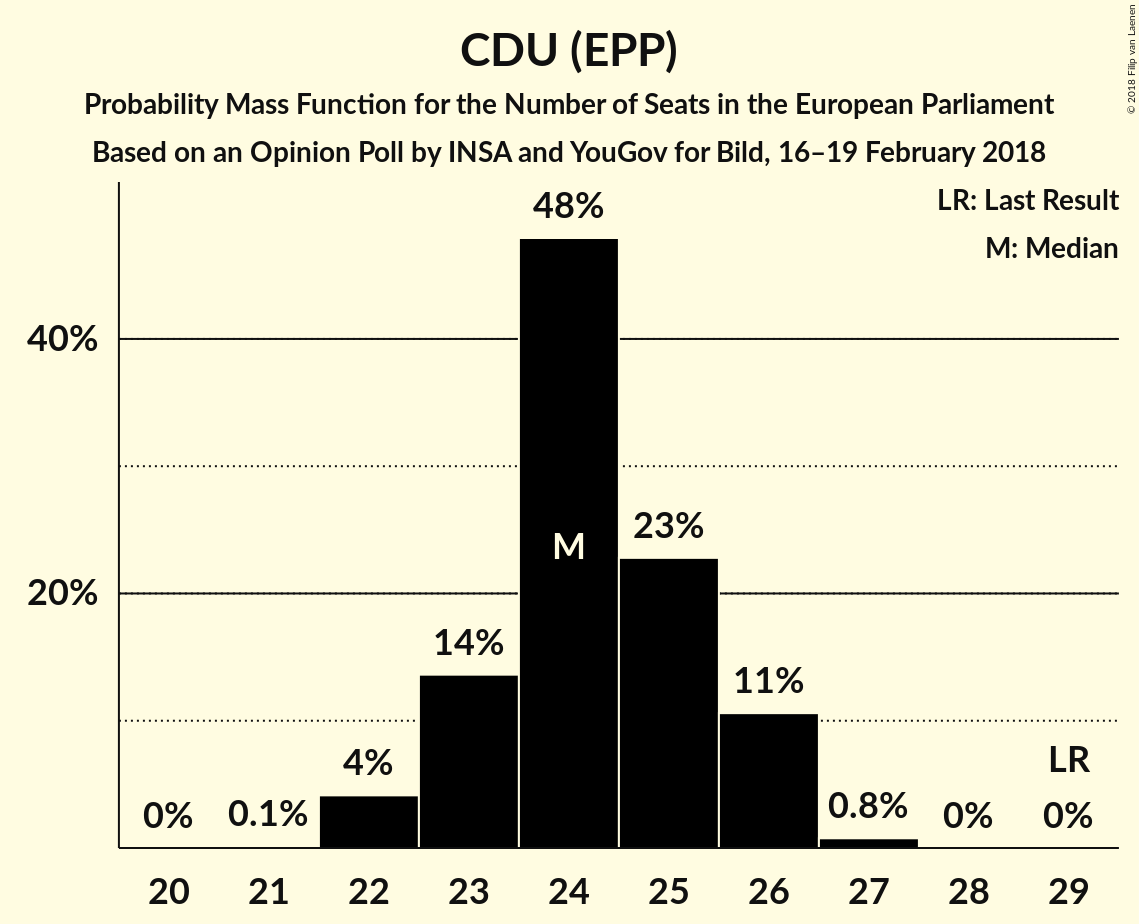 CDU (EPP)
Probability Mass Function for the Number of Seats in the European Parliament
Based on an Opinion Poll by INSA and YouGov for Bild, 16–19 February 2018
© 2018 Filip van Laenen
LR: Last Result
M: Median
48%
40%
M
23%
20%
14%
11%
4%
LR
0%
0.1%
0.8%
0%
0%
20 21 22 23 24 25 26 27 28 29